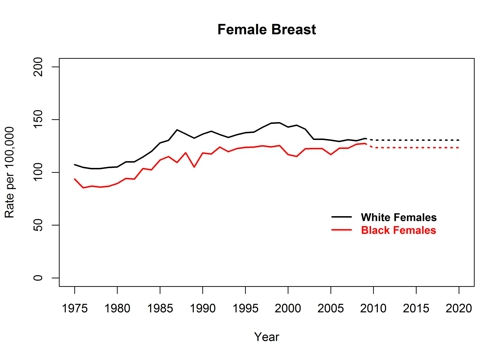 Female Breast
Rate per 100,000
200
150
100
50
0
White Females
Black Females
1975 1980 1985 1990 1995 2000 2005 2010 2015 2020
Year